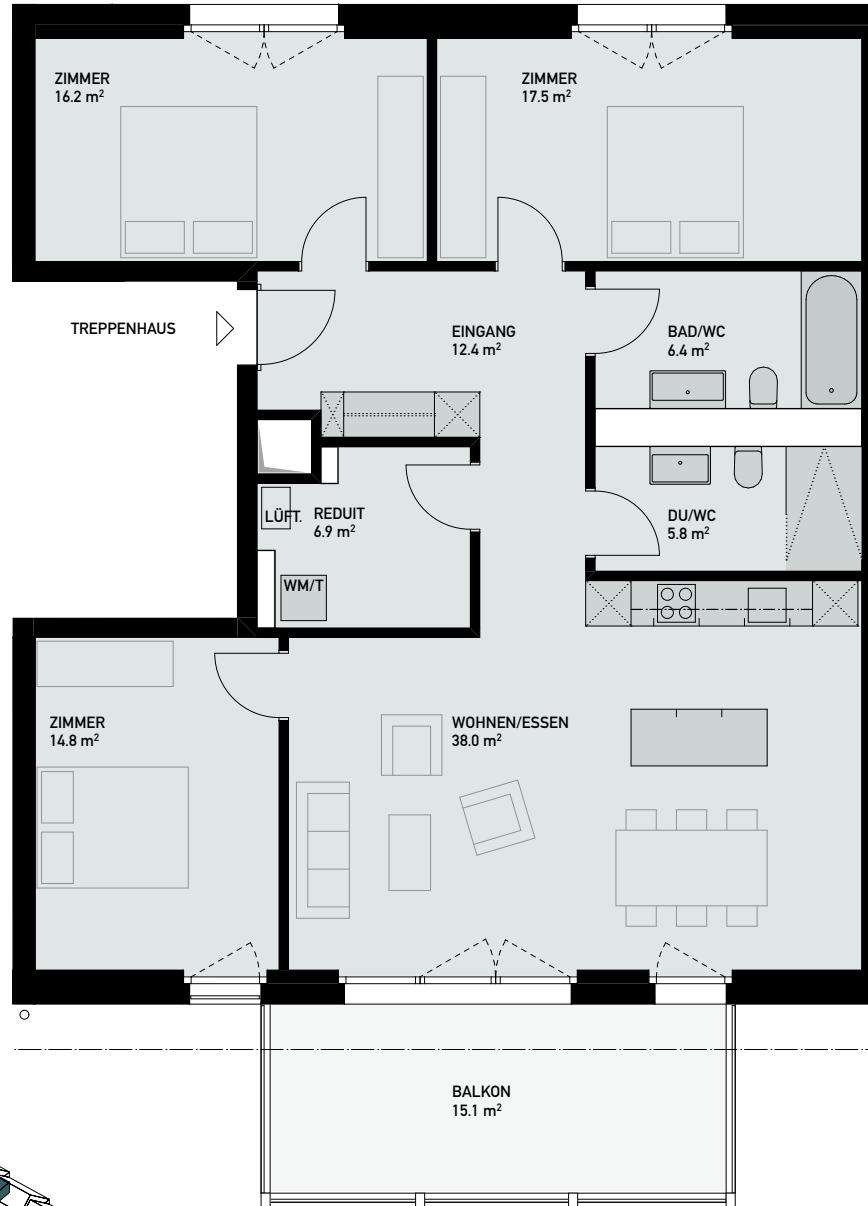 ZIMMER
16.2 m²
ZIMMER
17.5 m²
TREPPENHAUS
EINGANG
12.4 m²
BAD/WC
6.4 m²
LÜFT.
REDUIT
6.9 m²
DU/WC
5.8 m²
WM/T
ZIMMER
14.8 m²
WOHNEN/ESSEN
38.0 m²
BALKON
15.1 m²